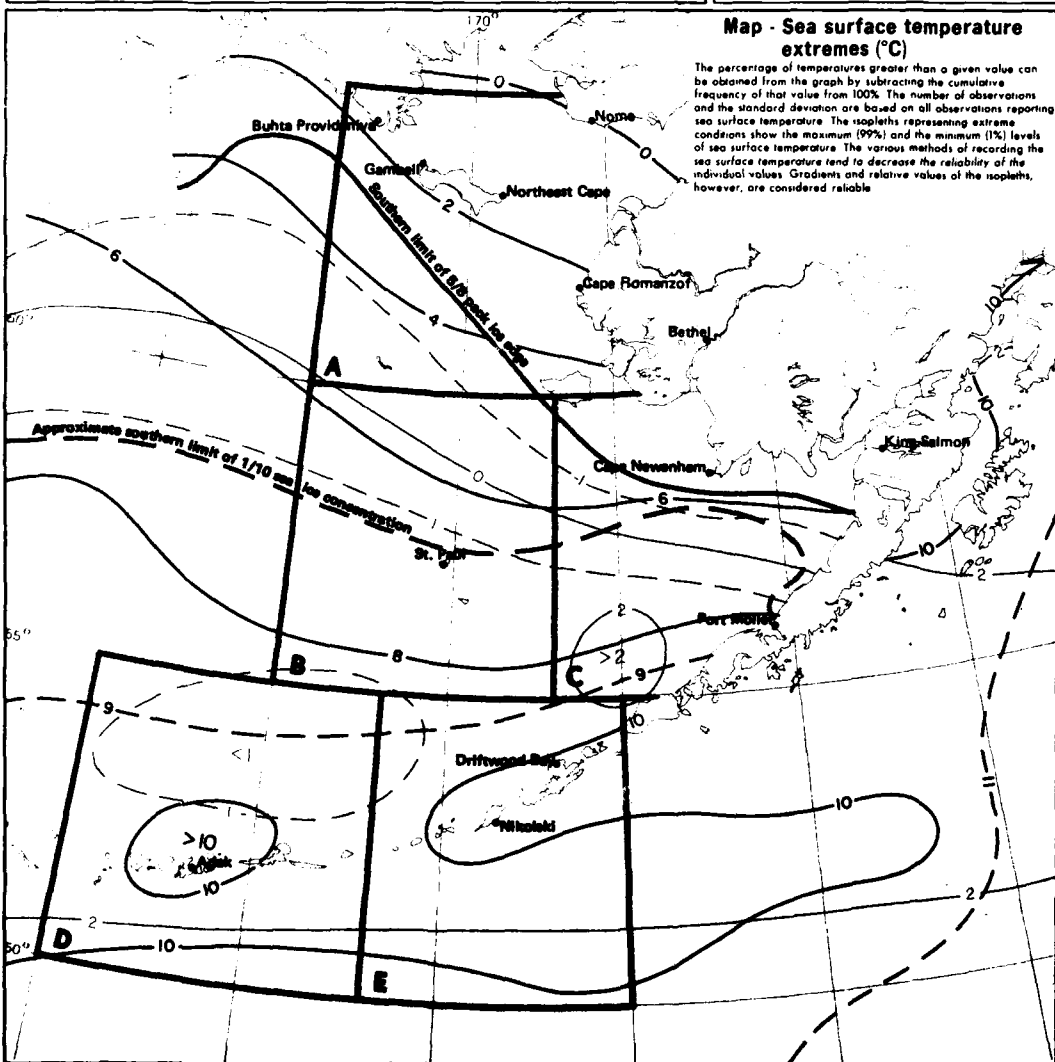 Map - Sea surface temperature
extremes (°C)
The percentage of temperatures greater than a given value can
be obtained from the graph by subtracting the cumulative
frequency of that value from 100% The number of observations
and the standard deviation are based on all observations reporting
sea surface temperature The isopleths representing extreme
conditions show the maximum (99%) and the minimum (1%) levels
of sea surface temperature The various methods of recording the
sea surface temperature tend to decrease the reliability of the
individual values Gradients and relative values of the isopleths,
however, are considered reliable
170°
0
Nome
Buhta Provideniya
0
Gambell
Northeast Cape
2
Southern limit of 8/8 pack ice edge
6
Cape Romanzof
10
4
Bethel
A
10
Approximate southern limit of 1/10 sea ice concentration
King Salmon
Cape Newenham
0
-1
6
St. Paul
10
2
2
Port Moller
55°
8
>2
B
C
9
9
10
<1
Driftwood Bay
11
>10
10
Nikolski
Adak
10
2
2
50°
D
10
E